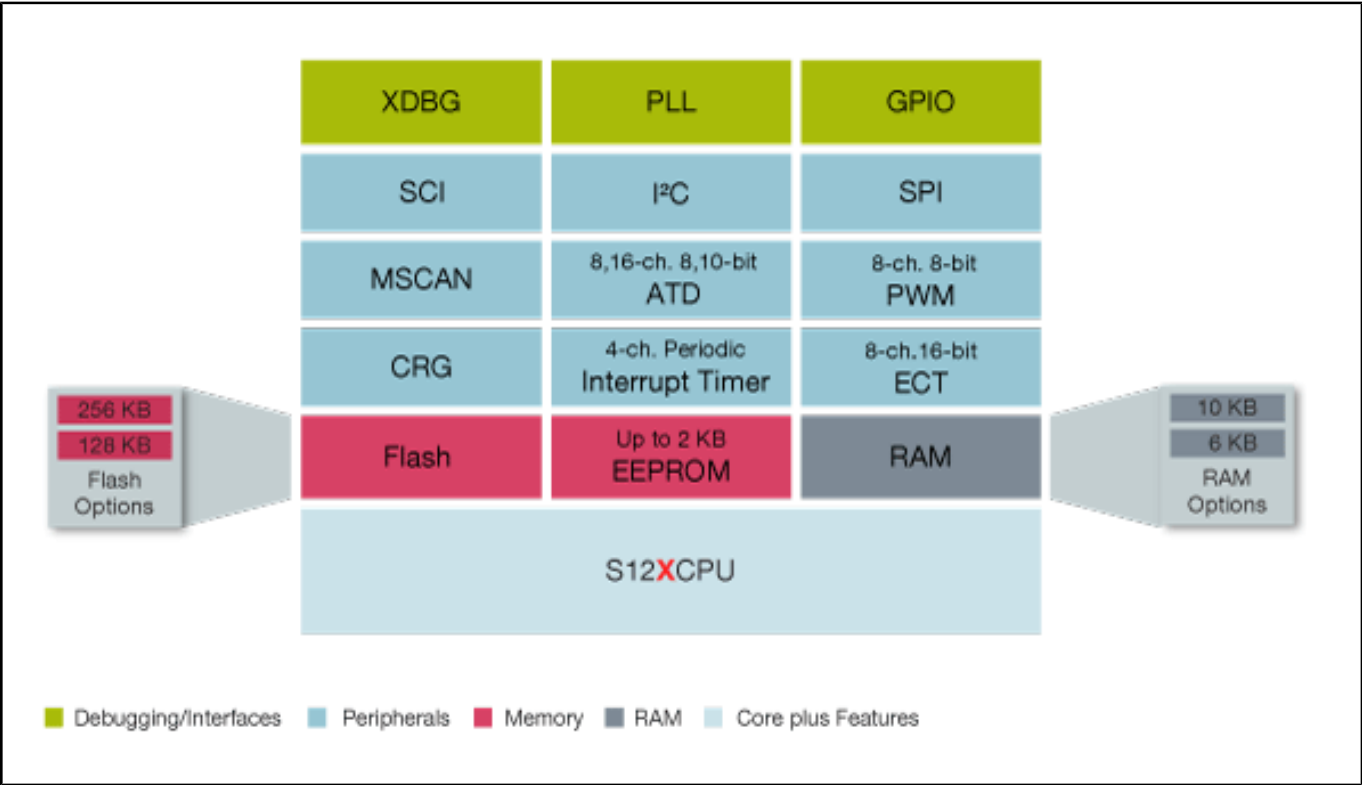 XDBG
PLL
GPIO
SCI
I²C
SPI
MSCAN
8,16-ch. 8,10-bit
ATD
8-ch. 8-bit
PWM
CRG
4-ch. Periodic
Interrupt Timer
8-ch.16-bit
ECT
256 KB
128 KB
Flash
Options
Flash
Up to 2 KB
EEPROM
RAM
10 KB
6 KB
RAM
Options
S12XCPU
Debugging/Interfaces
Peripherals
Memory
RAM
Core plus Features